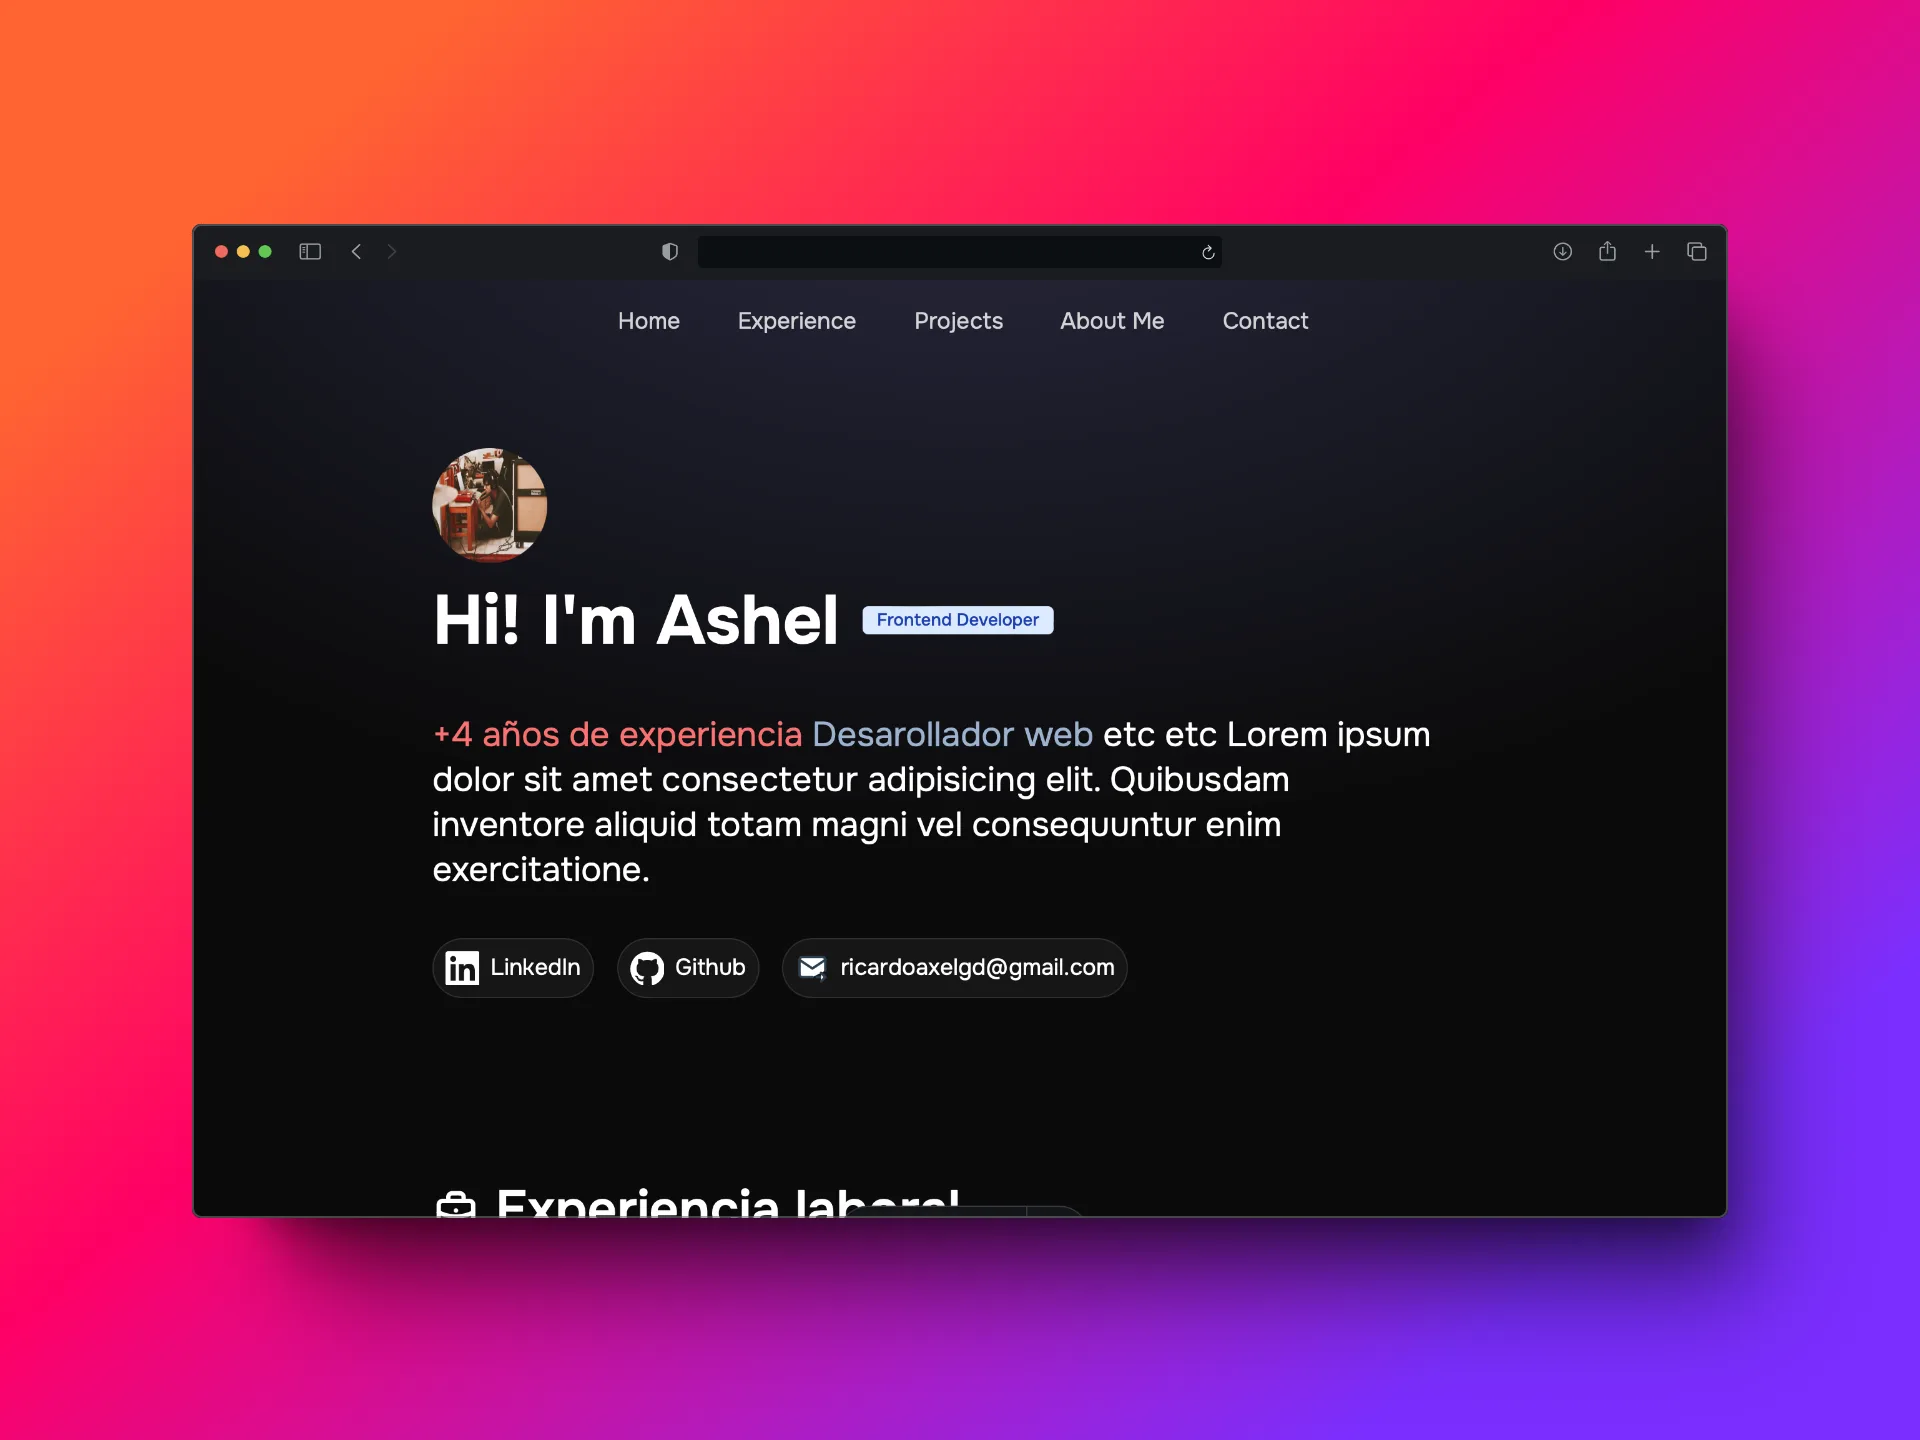 Home Experience Projects About Me Contact
Hi! I'm Ashel Frontend Developer
+4 años de experiencia Desarollador web etc etc Lorem ipsum
dolor sit amet consectetur adipisicing elit. Quibusdam
inventore aliquid totam magni vel consequuntur enim
exercitatione.
LinkedIn Github ricardoaxelgd@gmail.com
Experiencia laboral